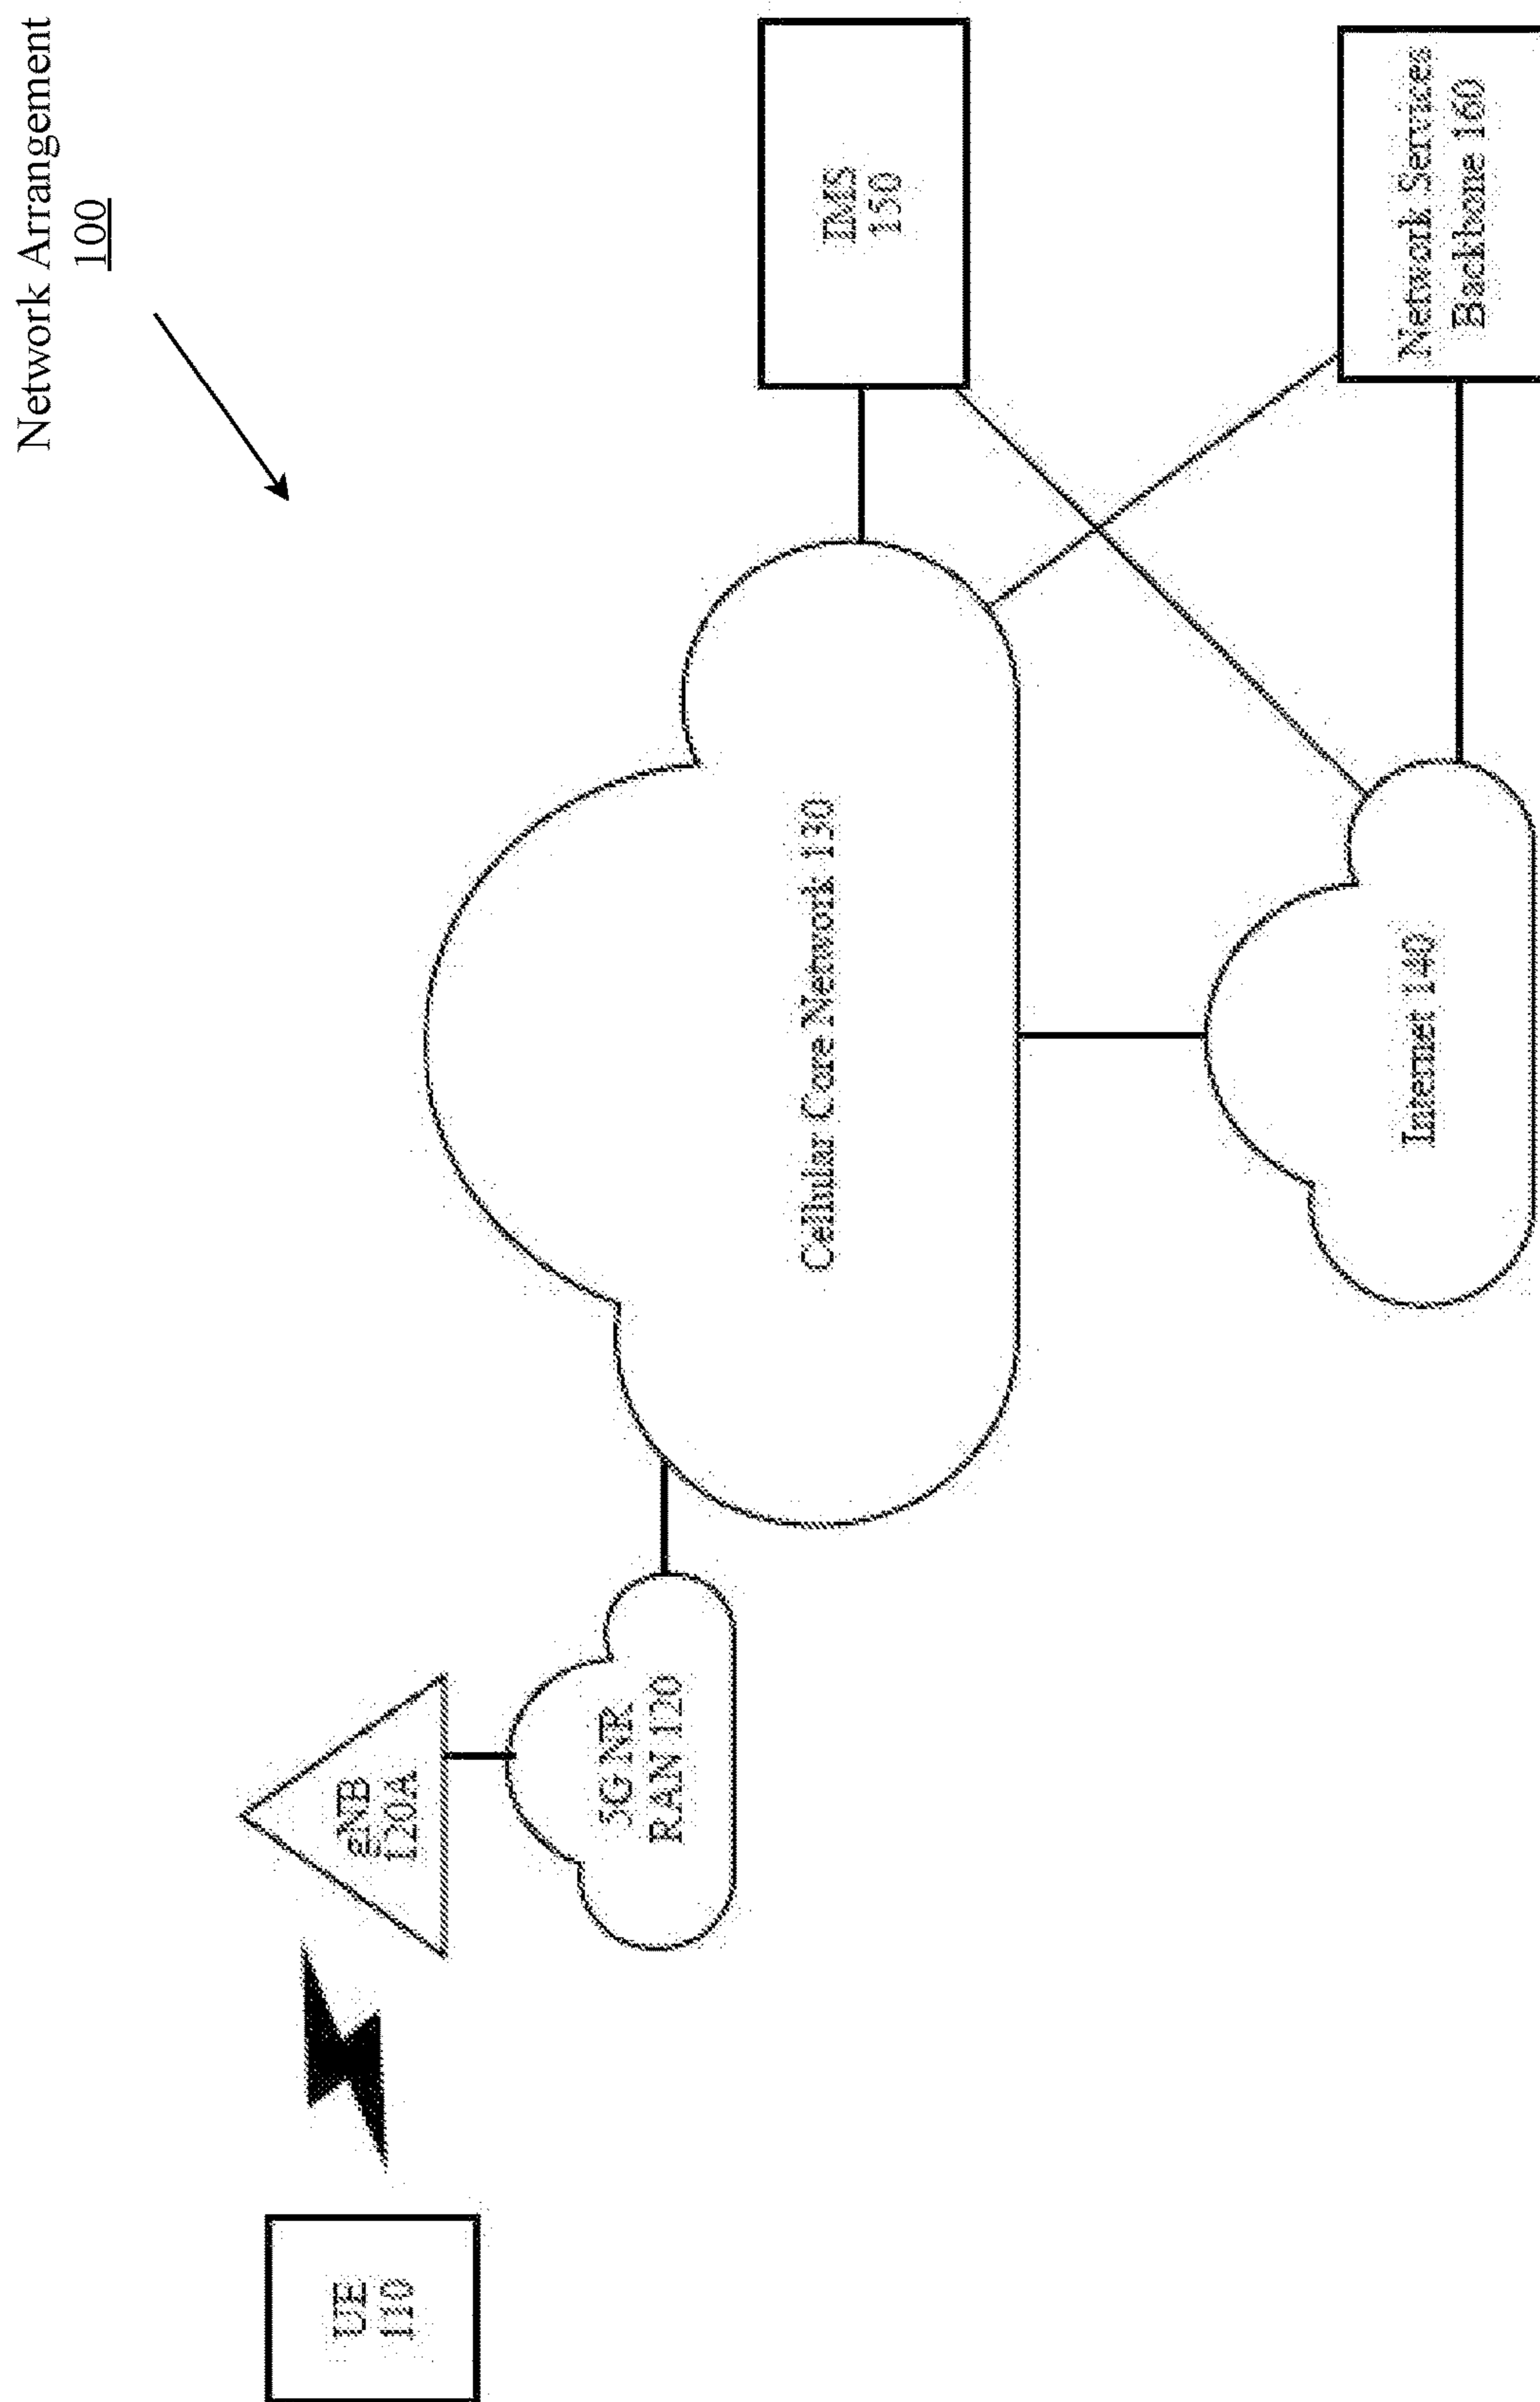 Network Arrangement
100
UE
110
gNB
120A
5G NR
RAN 120
Cellular Core Network 130
IMS
150
Internet 140
Network Services
Backbone 160